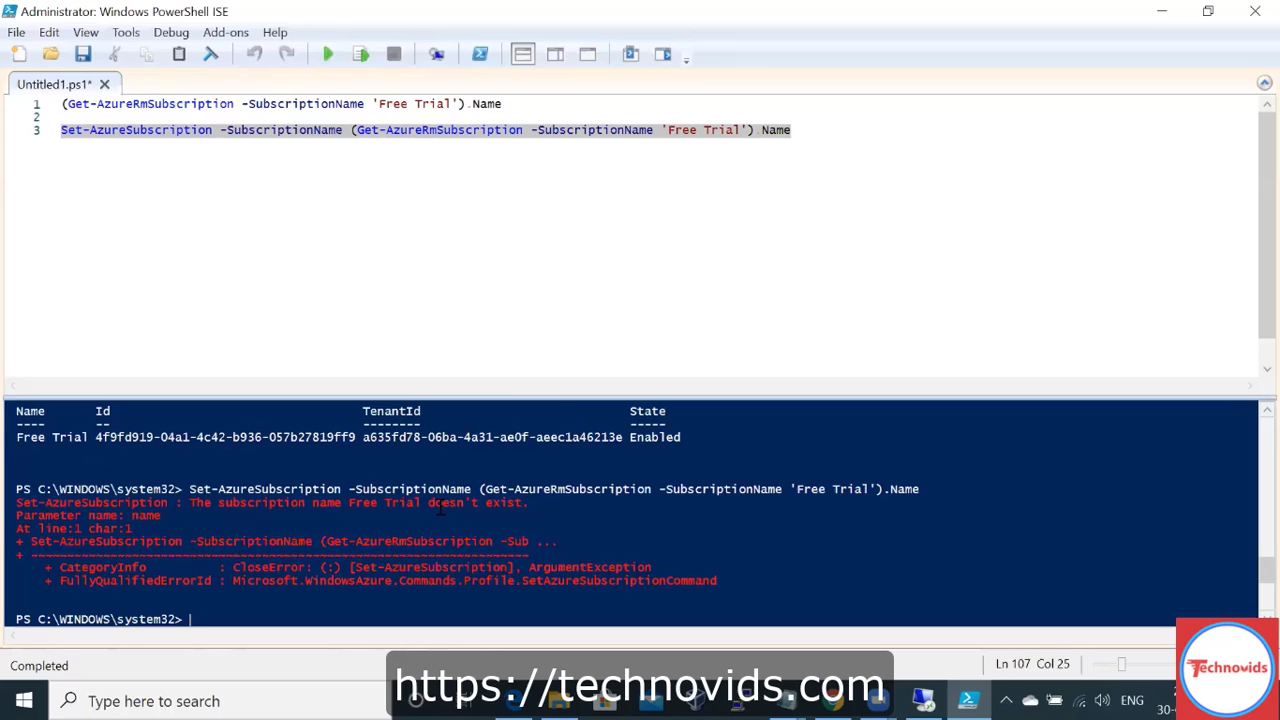 Administrator: Windows PowerShell ISE
File Edit View Tools Debug Add-ons Help
Untitled1.ps1*
1 (Get-AzureRmSubscription -SubscriptionName 'Free Trial').Name
2
3 Set-AzureSubscription -SubscriptionName (Get-AzureRmSubscription -SubscriptionName 'Free Trial').Name
Name Id TenantId State
---- -- -------- -----
Free Trial 4f9fd919-04a1-4c42-b936-057b27819ff9 a635fd78-06ba-4a31-ae0f-aeec1a46213e Enabled
PS C:\WINDOWS\system32> Set-AzureSubscription -SubscriptionName (Get-AzureRmSubscription -SubscriptionName 'Free Trial').Name
Set-AzureSubscription : The subscription name Free Trial doesn't exist.
Parameter name: name
At line:1 char:1
+ Set-AzureSubscription -SubscriptionName (Get-AzureRmSubscription -Sub ...
+ ~~~~~~~~~~~~~~~~~~~~~~~~~~~~~~~~~~~~~~~~~~~~~~~~~~~~~~~~~~~~~~~~~~~~~
+ CategoryInfo : CloseError: (:) [Set-AzureSubscription], ArgumentException
+ FullyQualifiedErrorId : Microsoft.WindowsAzure.Commands.Profile.SetAzureSubscriptionCommand
PS C:\WINDOWS\system32>
Completed
Ln 107 Col 25
https://technovids.com
Technovids
Type here to search
ENG